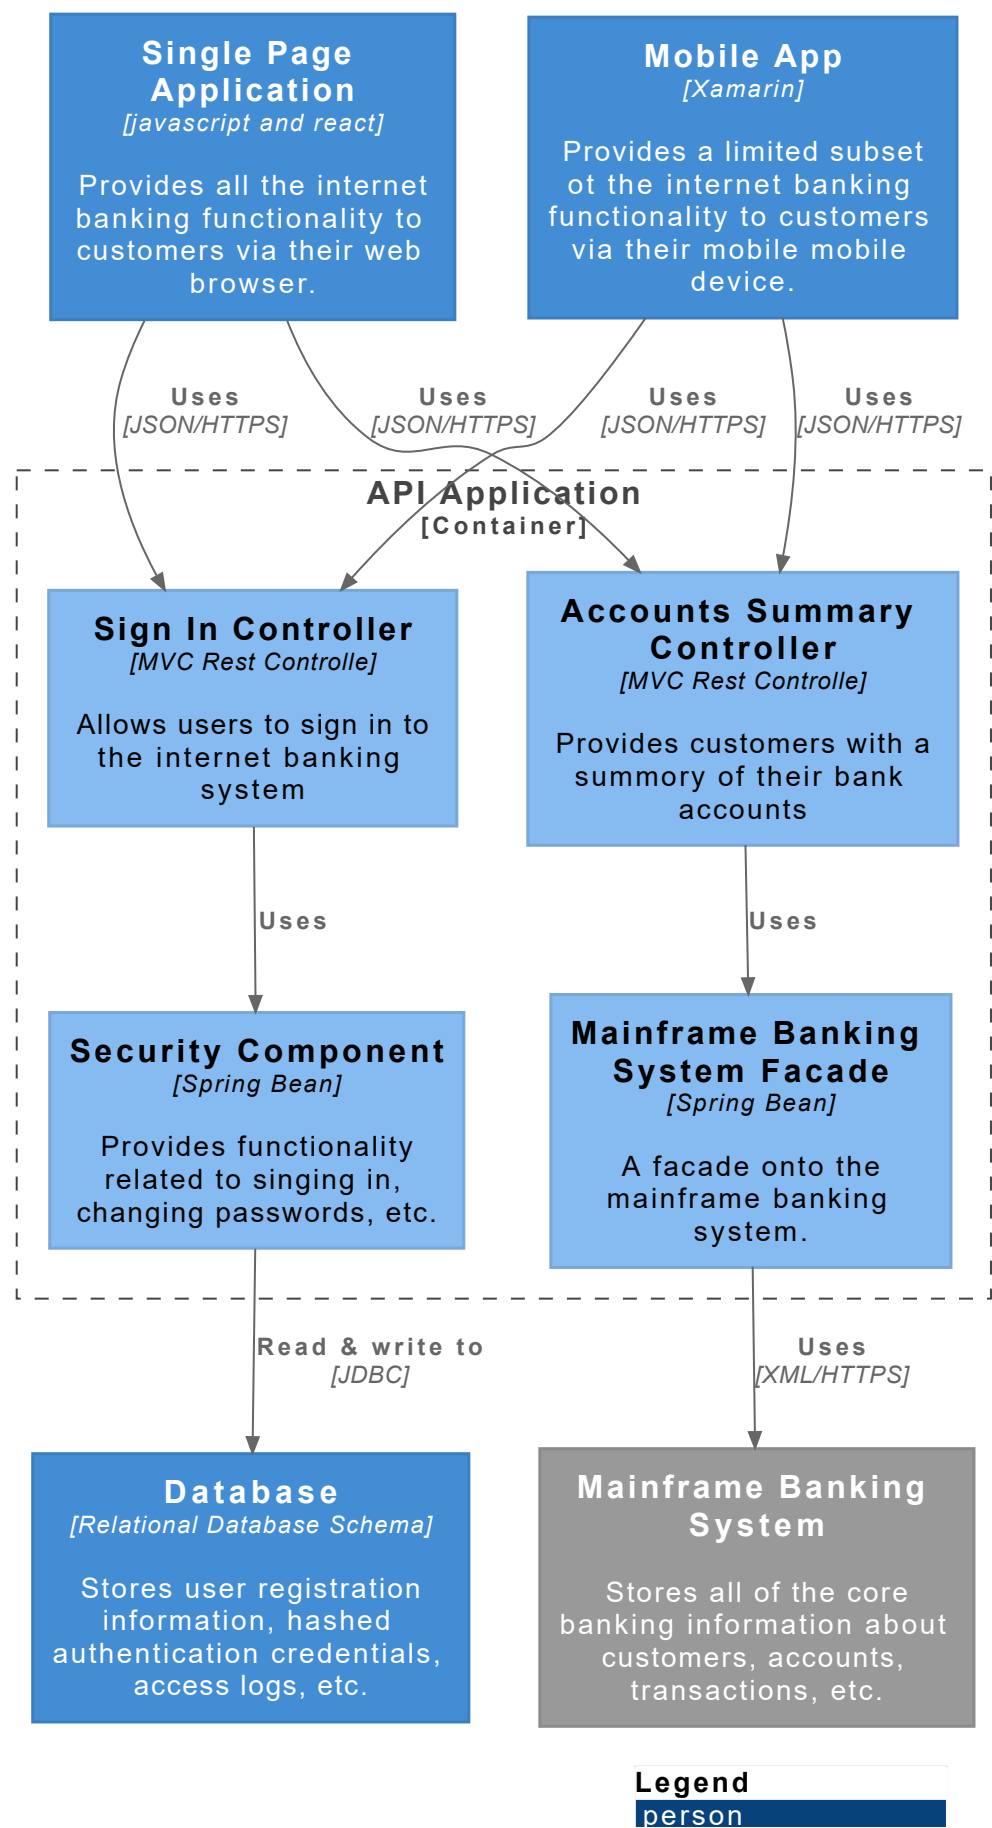 Single Page
Application
[javascript and react]
Provides all the internet
banking functionality to
customers via their web
browser.
Mobile App
[Xamarin]
Provides a limited subset
ot the internet banking
functionality to customers
via their mobile mobile
device.
Uses
[JSON/HTTPS]
Uses
[JSON/HTTPS]
Uses
[JSON/HTTPS]
Uses
[JSON/HTTPS]
API Application
[Container]
Sign In Controller
[MVC Rest Controlle]
Allows users to sign in to
the internet banking
system
Accounts Summary
Controller
[MVC Rest Controlle]
Provides customers with a
summory of their bank
accounts
Uses
Uses
Security Component
[Spring Bean]
Provides functionality
related to singing in,
changing passwords, etc.
Mainframe Banking
System Facade
[Spring Bean]
A facade onto the
mainframe banking
system.
Read & write to
[JDBC]
Uses
[XML/HTTPS]
Database
[Relational Database Schema]
Stores user registration
information, hashed
authentication credentials,
access logs, etc.
Mainframe Banking
System
Stores all of the core
banking information about
customers, accounts,
transactions, etc.
Legend
person